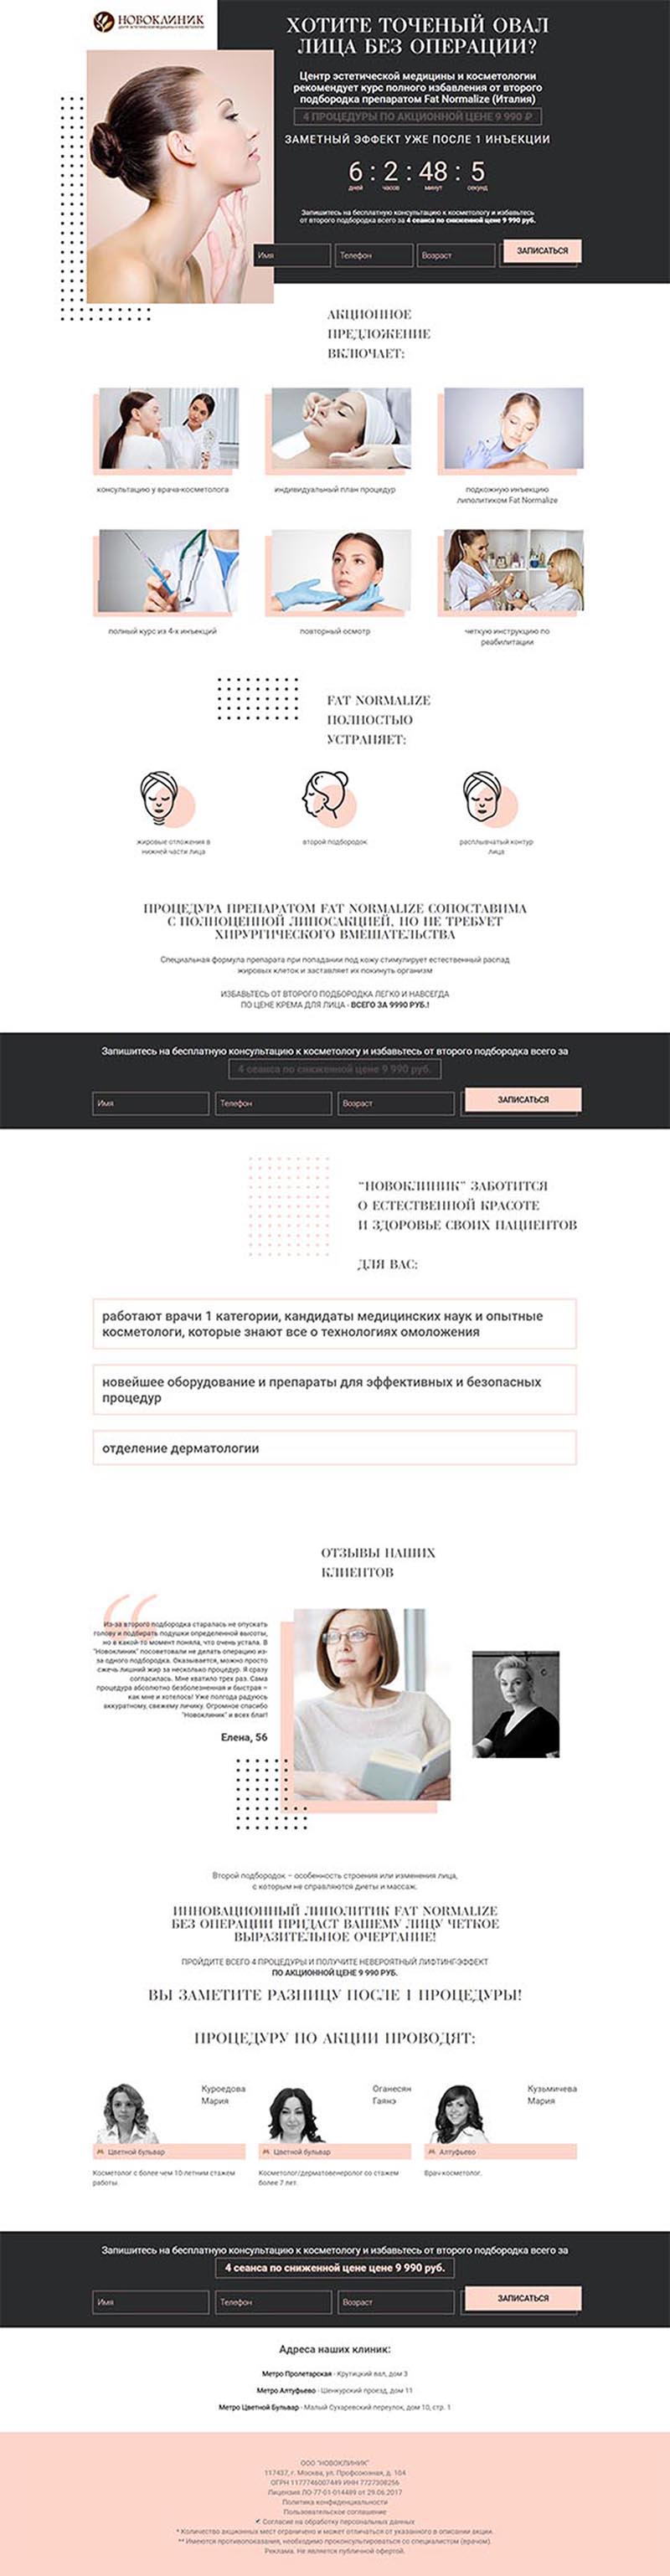 НОВОКЛИНИК
ЦЕНТР ЭСТЕТИЧЕСКОЙ МЕДИЦИНЫ И КОСМЕТОЛОГИИ
ХОТИТЕ ТОЧЕНЫЙ ОВАЛ
ЛИЦА БЕЗ ОПЕРАЦИИ?
Центр эстетической медицины и косметологии
рекомендует курс полного избавления от второго
подбородка препаратом Fat Normalize (Италия)
4 ПРОЦЕДУРЫ ПО АКЦИОННОЙ ЦЕНЕ 9 990 ₽
ЗАМЕТНЫЙ ЭФФЕКТ УЖЕ ПОСЛЕ 1 ИНЪЕКЦИИ
6 : 2 : 48 : 5
дней часов минут секунд
Запишитесь на бесплатную консультацию к косметологу и избавьтесь
от второго подбородка всего за 4 сеанса по сниженной цене 9 990 руб.
Имя Телефон Возраст ЗАПИСАТЬСЯ
АКЦИОННОЕ
ПРЕДЛОЖЕНИЕ
ВКЛЮЧАЕТ:
консультацию у врача-косметолога
индивидуальный план процедур
подкожную инъекцию
липолитиком Fat Normalize
полный курс из 4-х инъекций
повторный осмотр
четкую инструкцию по
реабилитации
FAT NORMALIZE
ПОЛНОСТЬЮ
УСТРАНЯЕТ:
жировые отложения в
нижней части лица
второй подбородок
расплывчатый контур
лица
ПРОЦЕДУРА ПРЕПАРАТОМ FAT NORMALIZE СОПОСТАВИМА
С ПОЛНОЦЕННОЙ ЛИПОСАКЦИЕЙ, НО НЕ ТРЕБУЕТ
ХИРУРГИЧЕСКОГО ВМЕШАТЕЛЬСТВА
Специальная формула препарата при попадании под кожу стимулирует естественный распад
жировых клеток и заставляет их покинуть организм
ИЗБАВЬТЕСЬ ОТ ВТОРОГО ПОДБОРОДКА ЛЕГКО И НАВСЕГДА
ПО ЦЕНЕ КРЕМА ДЛЯ ЛИЦА - ВСЕГО ЗА 9990 РУБ.!
Запишитесь на бесплатную консультацию к косметологу и избавьтесь от второго подбородка всего за
4 сеанса по сниженной цене 9 990 руб.
Имя Телефон Возраст ЗАПИСАТЬСЯ
“НОВОКЛИНИК” ЗАБОТИТСЯ
О ЕСТЕСТВЕННОЙ КРАСОТЕ
И ЗДОРОВЬЕ СВОИХ ПАЦИЕНТОВ
ДЛЯ ВАС:
работают врачи 1 категории, кандидаты медицинских наук и опытные
косметологи, которые знают все о технологиях омоложения
новейшее оборудование и препараты для эффективных и безопасных
процедур
отделение дерматологии
ОТЗЫВЫ НАШИХ
КЛИЕНТОВ
Из-за второго подбородка старалась не опускать
голову и подбирать подушки определенной высоты,
но в какой-то момент поняла, что очень устала. В
"Новоклиник" посоветовали не делать операцию из-
за одного подбородка. Оказывается, можно просто
сжечь лишний жир за несколько процедур. Я сразу
согласилась. Мне хватило трех раз. Сама
процедура абсолютно безболезненная и быстрая –
как мне и хотелось! Уже полгода радуюсь
аккуратному, свежему личику. Огромное спасибо
"Новоклиник" и всех благ!
Елена, 56
Второй подбородок – особенность строения или изменения лица,
с которым не справляются диеты и массаж.
ИННОВАЦИОННЫЙ ЛИПОЛИТИК FAT NORMALIZE
БЕЗ ОПЕРАЦИИ ПРИДАСТ ВАШЕМУ ЛИЦУ ЧЕТКОЕ
ВЫРАЗИТЕЛЬНОЕ ОЧЕРТАНИЕ!
ПРОЙДИТЕ ВСЕГО 4 ПРОЦЕДУРЫ И ПОЛУЧИТЕ НЕВЕРОЯТНЫЙ ЛИФТИНГ-ЭФФЕКТ
ПО АКЦИОННОЙ ЦЕНЕ 9 990 РУБ.
ВЫ ЗАМЕТИТЕ РАЗНИЦУ ПОСЛЕ 1 ПРОЦЕДУРЫ!
ПРОЦЕДУРУ ПО АКЦИИ ПРОВОДЯТ:
Куроедова
Мария
Цветной бульвар
Косметолог с более чем 10 летним стажем
работы.
Оганесян
Гаянэ
Цветной бульвар
Косметолог/дерматовенеролог со стажем
более 7 лет.
Кузьмичева
Мария
Алтуфьево
Врач-косметолог.
Запишитесь на бесплатную консультацию к косметологу и избавьтесь от второго подбородка всего за
4 сеанса по сниженной цене цене 9 990 руб.
Имя Телефон Возраст ЗАПИСАТЬСЯ
Адреса наших клиник:
Метро Пролетарская - Крутицкий вал, дом 3
Метро Алтуфьево - Шенкурский проезд, дом 11
Метро Цветной Бульвар - Малый Сухаревский переулок, дом 10, стр. 1
ООО "НОВОКЛИНИК"
117437, г. Москва, ул. Профсоюзная, д. 104
ОГРН 1177746007449 ИНН 7727308256
Лицензия ЛО-77-01-014489 от 29.06.2017
Политика конфиденциальности
Пользовательское соглашение
✔ Согласие на обработку персональных данных
* Количество акционных мест ограничено и может отличаться от указанного в описании акции.
** Имеются противопоказания, необходимо проконсультироваться со специалистом (врачом).
Реклама. Не является публичной офертой.